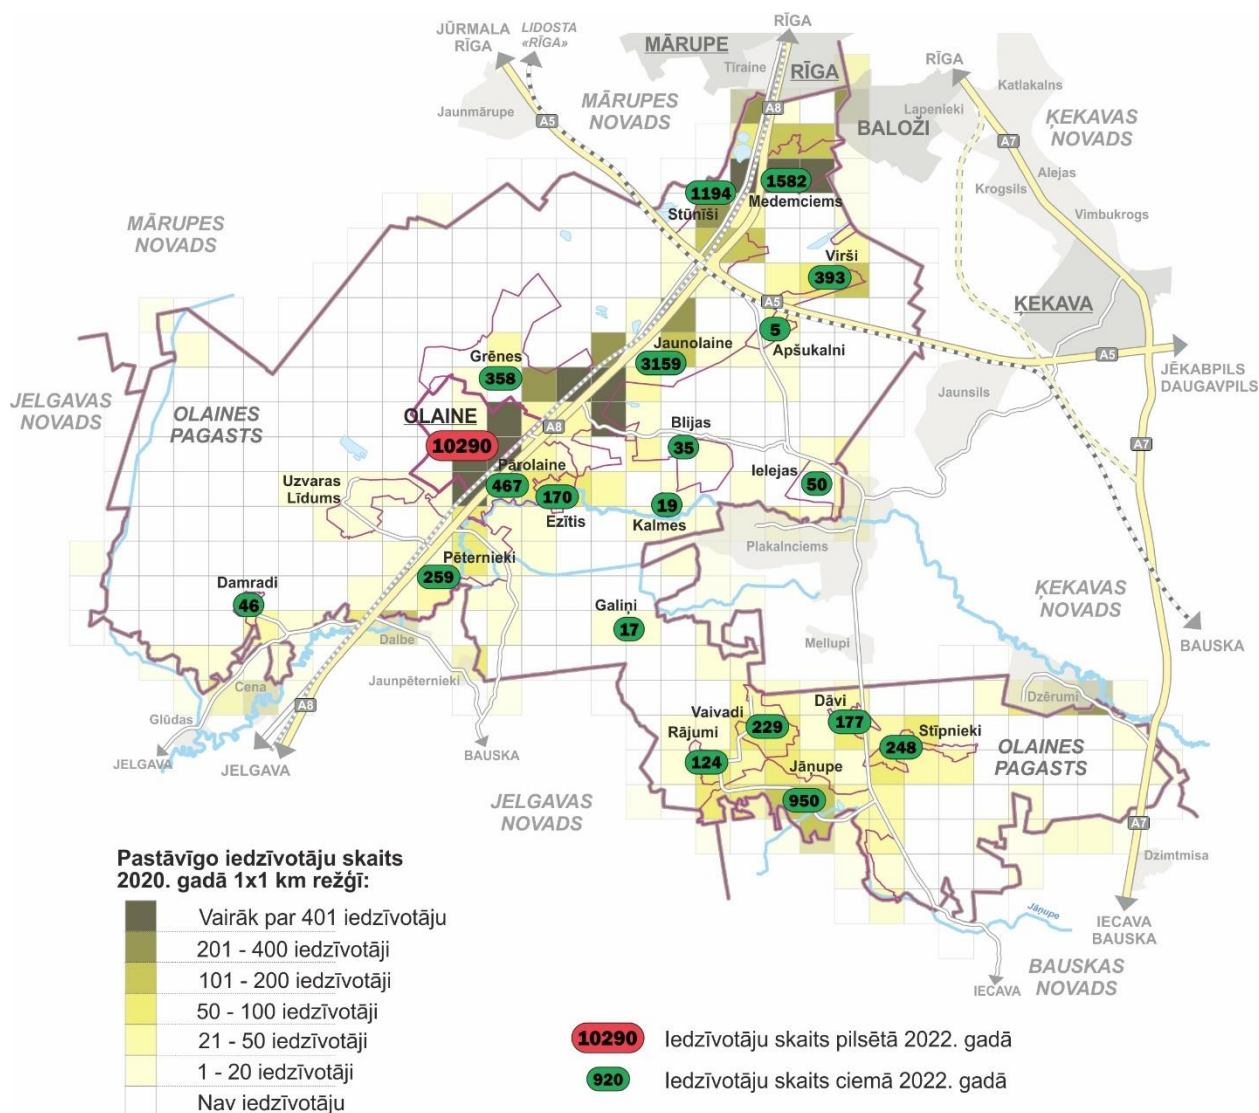 JŪRMALA
RĪGA
LIDOSTA
«RĪGA»
MĀRUPE
RĪGA
Tīraine
RĪGA
RĪGA
Katlakalns
Jaunmārupe
MĀRUPES
NOVADS
A5
A8
Lapenieki
BALOŽI
ĶEKAVAS
NOVADS
A7
Alejas
Krogsils
1194
Stūnīši
1582
Medemciems
Vimbukrogs
MĀRUPES
NOVADS
Virši
393
ĶEKAVA
A5
5
Apšukalni
A5
JĒKABPILS
DAUGAVPILS
Jaunolaine
3159
Grēnes
358
Jaunsils
JELGAVAS
NOVADS
OLAINES
PAGASTS
OLAINE
10290
A8
Blijas
35
A7
Pārolaine
467
170
Ezītis
Uzvaras
Līdums
Ielejas
50
19
Kalmes
Plakalnciems
Pēternieki
259
Damradi
46
Galiņi
17
ĶEKAVAS
NOVADS
BAUSKA
Dalbe
Mellupi
Jaunpēternieki
Cena
Glūdas
A8
JELGAVA
JELGAVA
BAUSKA
Dzērumi
Vaivadi
229
Dāvi
177
Stīpnieki
248
Rājumi
124
OLAINES
PAGASTS
Jāņupe
950
JELGAVAS
NOVADS
A7
Dzimtmisa
Jāņupe
IECAVA
BAUSKA
IECAVA
BAUSKAS
NOVADS
Pastāvīgo iedzīvotāju skaits
2020. gadā 1x1 km režģī:
Vairāk par 401 iedzīvotāju
201 - 400 iedzīvotāji
101 - 200 iedzīvotāji
50 - 100 iedzīvotāji
21 - 50 iedzīvotāji
1 - 20 iedzīvotāji
Nav iedzīvotāju
10290 Iedzīvotāju skaits pilsētā 2022. gadā
920 Iedzīvotāju skaits ciemā 2022. gadā